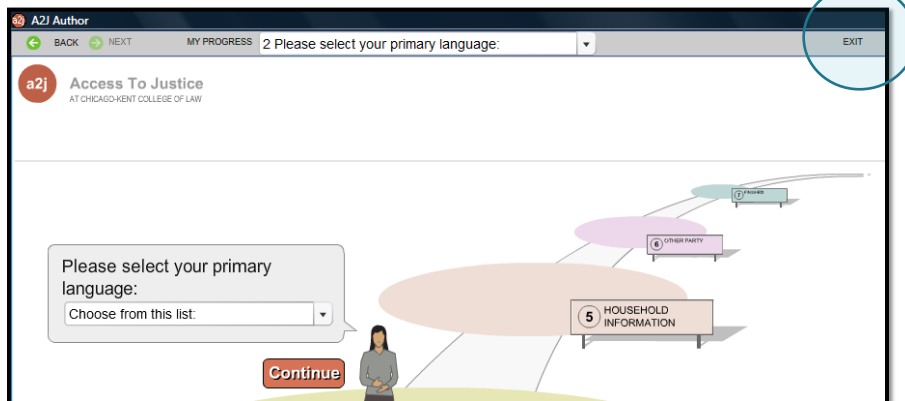 a2j A2J Author
BACK NEXT MY PROGRESS 2 Please select your primary language: EXIT
a2j Access To Justice
AT CHICAGO-KENT COLLEGE OF LAW
7 FINISHED
6 OTHER PARTY
Please select your primary
language:
Choose from this list:
5 HOUSEHOLD
INFORMATION
Continue